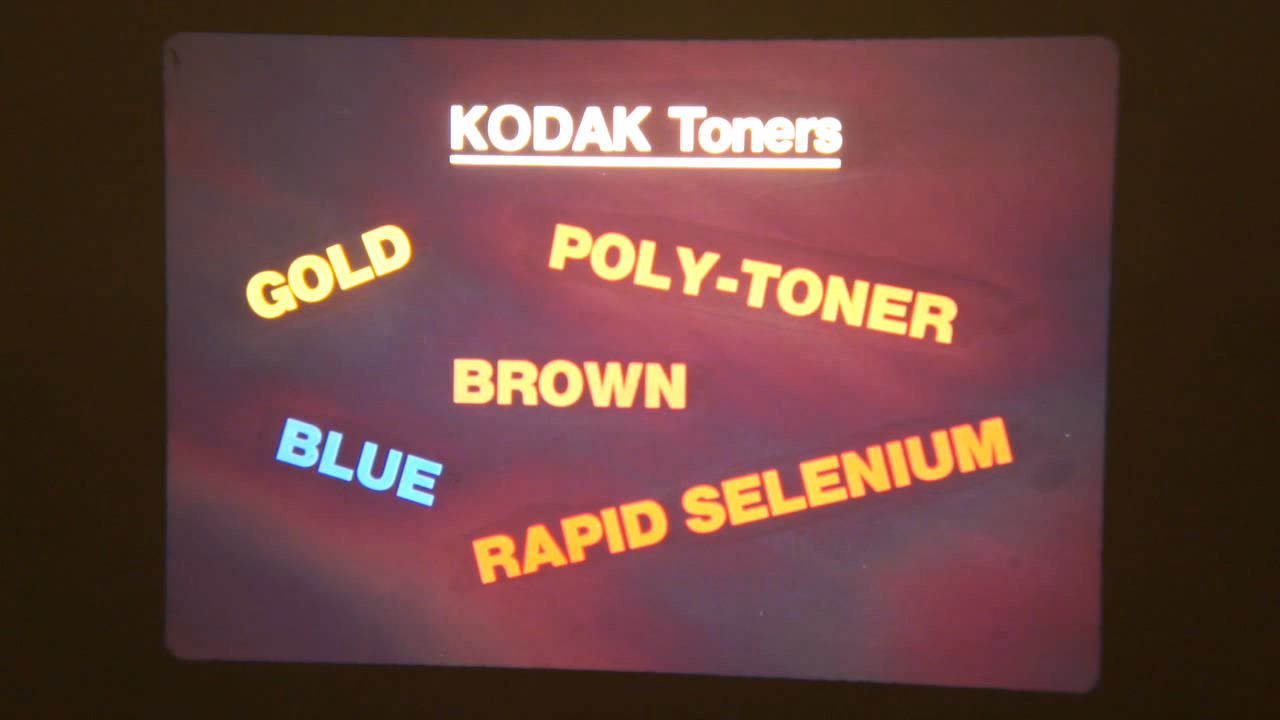 KODAK Toners
GOLD
POLY-TONER
BROWN
BLUE
RAPID SELENIUM